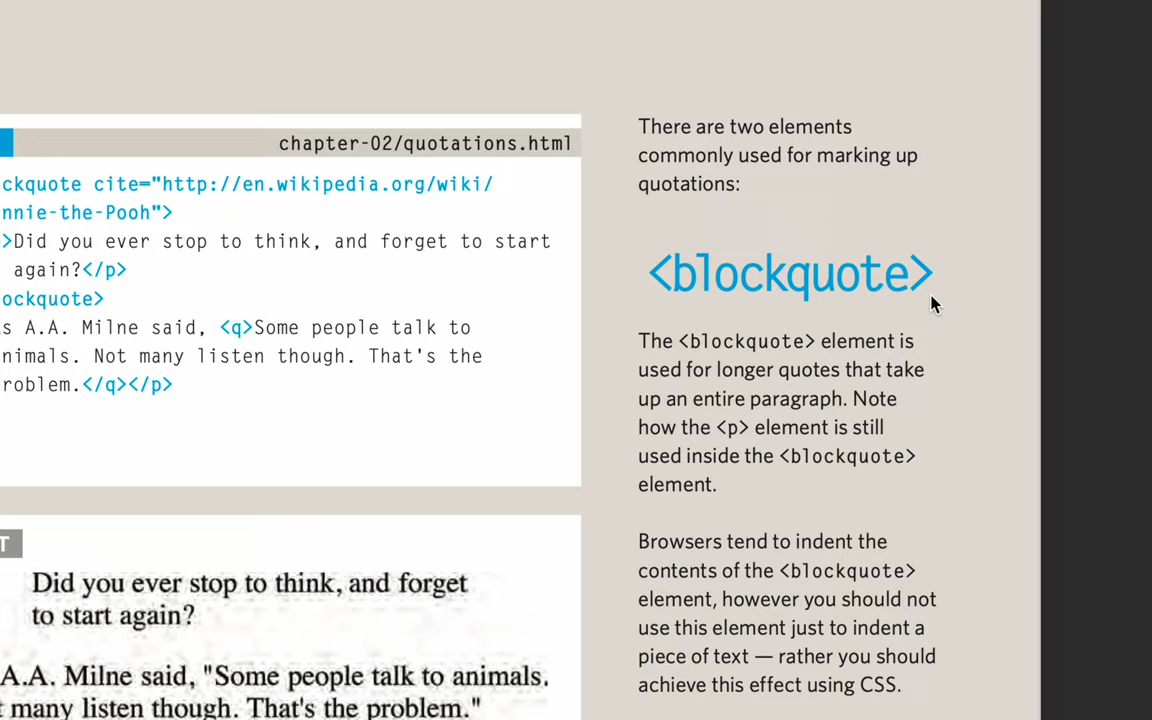 chapter-02/quotations.html
ckquote cite="http://en.wikipedia.org/wiki/
nnie-the-Pooh">
>Did you ever stop to think, and forget to start
again?</p>
ockquote>
s A.A. Milne said, <q>Some people talk to
nimals. Not many listen though. That's the
roblem.</q></p>
T
Did you ever stop to think, and forget
to start again?
A.A. Milne said, "Some people talk to animals.
t many listen though. That's the problem."
There are two elements
commonly used for marking up
quotations:
<blockquote>
The <blockquote> element is
used for longer quotes that take
up an entire paragraph. Note
how the <p> element is still
used inside the <blockquote>
element.
Browsers tend to indent the
contents of the <blockquote>
element, however you should not
use this element just to indent a
piece of text — rather you should
achieve this effect using CSS.